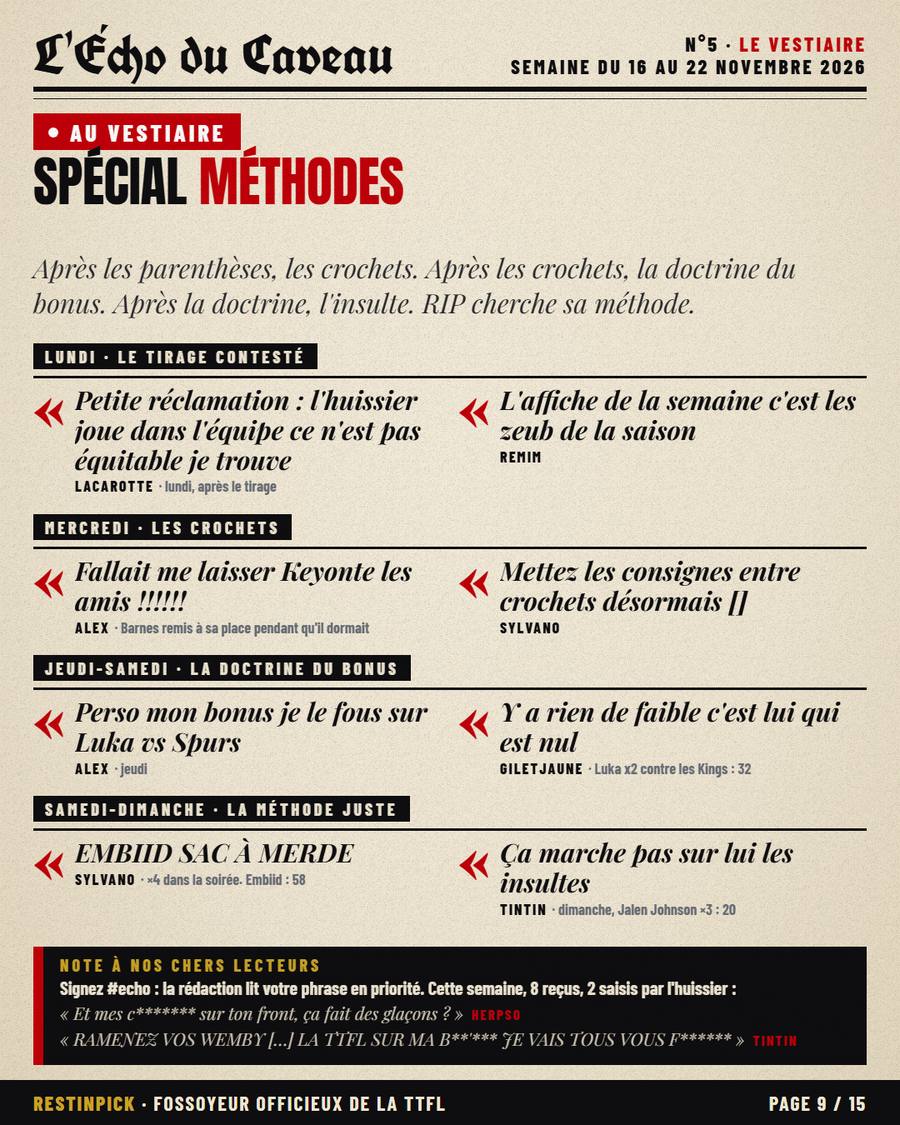 L'Écho du Caveau
N°5 · LE VESTIAIRE
SEMAINE DU 16 AU 22 NOVEMBRE 2026
• AU VESTIAIRE
SPÉCIAL MÉTHODES
Après les parenthèses, les crochets. Après les crochets, la doctrine du
bonus. Après la doctrine, l'insulte. RIP cherche sa méthode.
LUNDI · LE TIRAGE CONTESTÉ
« Petite réclamation : l'huissier
joue dans l'équipe ce n'est pas
équitable je trouve
LACAROTTE · lundi, après le tirage
« L'affiche de la semaine c'est les
zeub de la saison
REMIM
MERCREDI · LES CROCHETS
« Fallait me laisser Keyonte les
amis !!!!!!
ALEX · Barnes remis à sa place pendant qu'il dormait
« Mettez les consignes entre
crochets désormais []
SYLVANO
JEUDI-SAMEDI · LA DOCTRINE DU BONUS
« Perso mon bonus je le fous sur
Luka vs Spurs
ALEX · jeudi
« Y a rien de faible c'est lui qui
est nul
GILETJAUNE · Luka x2 contre les Kings : 32
SAMEDI-DIMANCHE · LA MÉTHODE JUSTE
« EMBIID SAC À MERDE
SYLVANO · ×4 dans la soirée. Embiid : 58
« Ça marche pas sur lui les
insultes
TINTIN · dimanche, Jalen Johnson ×3 : 20
NOTE À NOS CHERS LECTEURS
Signez #echo : la rédaction lit votre phrase en priorité. Cette semaine, 8 reçus, 2 saisis par l'huissier :
« Et mes c******* sur ton front, ça fait des glaçons ? » HERPSO
« RAMENEZ VOS WEMBY [...] LA TTFL SUR MA B**'*** JE VAIS TOUS VOUS F****** » TINTIN
RESTINPICK · FOSSOYEUR OFFICIEUX DE LA TTFL
PAGE 9 / 15